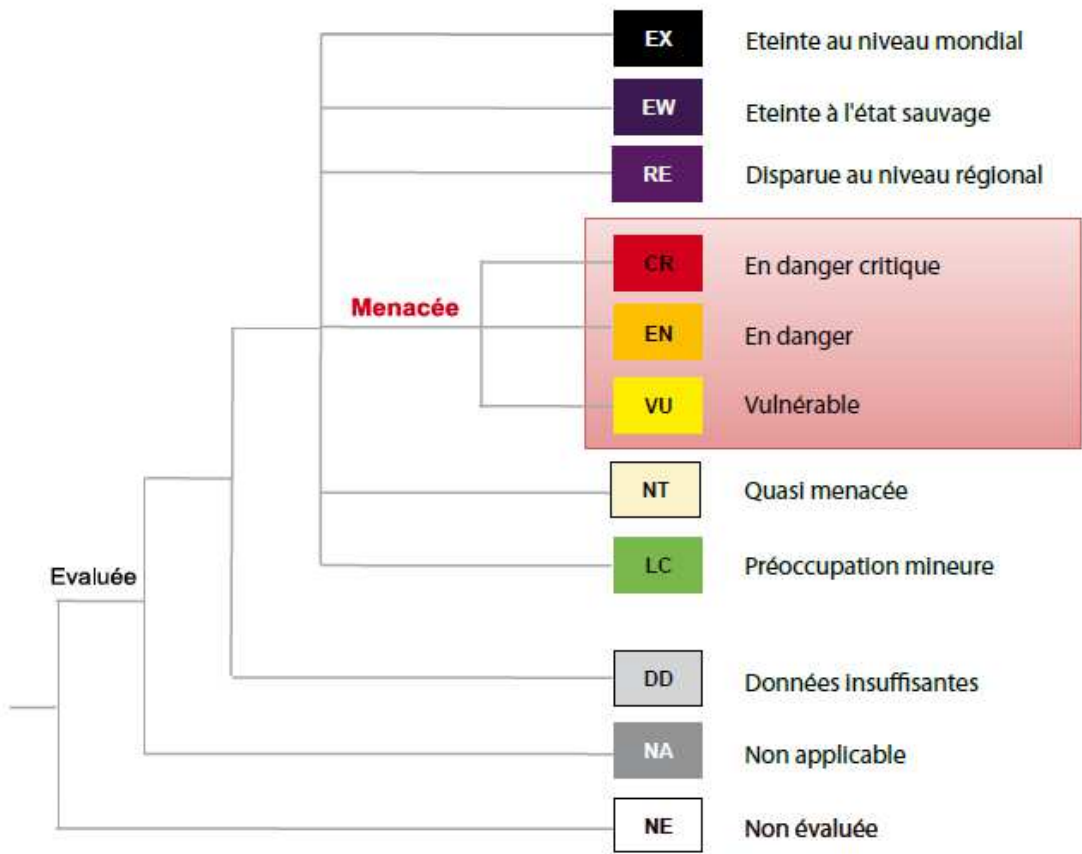 EX Eteinte au niveau mondial
EW Eteinte à l'état sauvage
RE Disparue au niveau régional
CR En danger critique
Menacée
EN En danger
VU Vulnérable
NT Quasi menacée
LC Préoccupation mineure
Evaluée
DD Données insuffisantes
NA Non applicable
NE Non évaluée